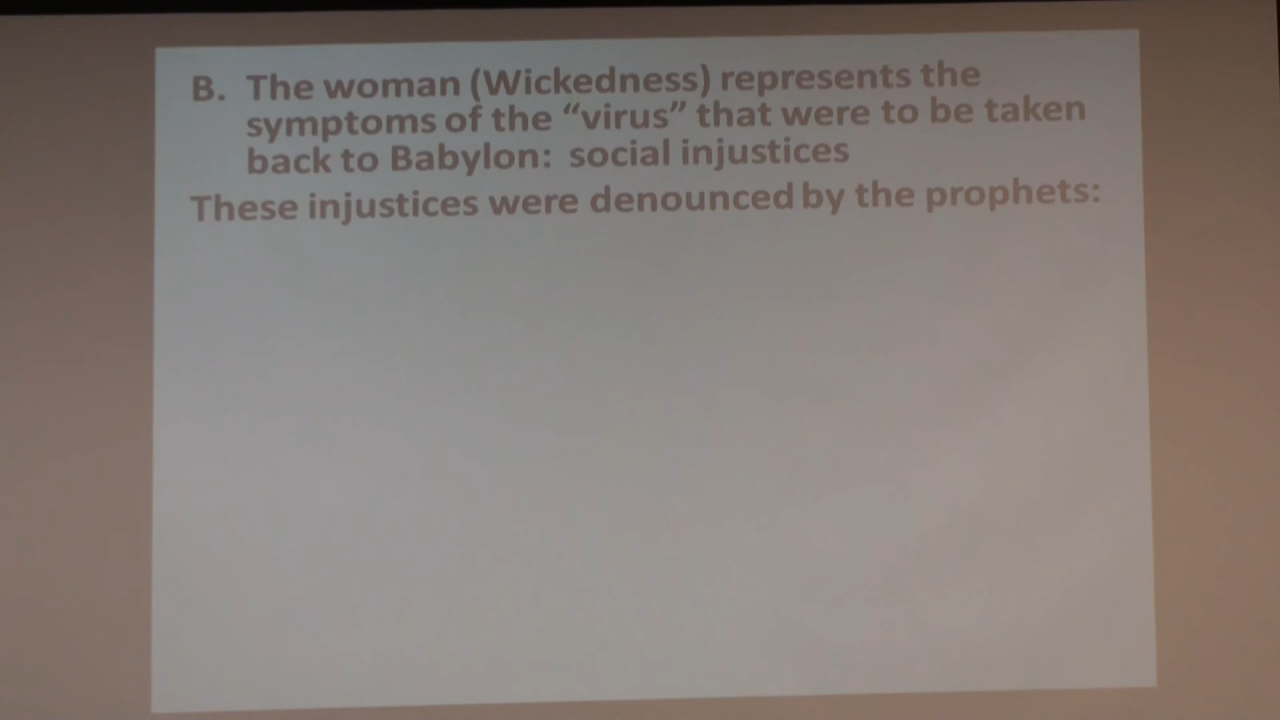 B. The woman (Wickedness) represents the
symptoms of the “virus” that were to be taken
back to Babylon: social injustices
These injustices were denounced by the prophets: